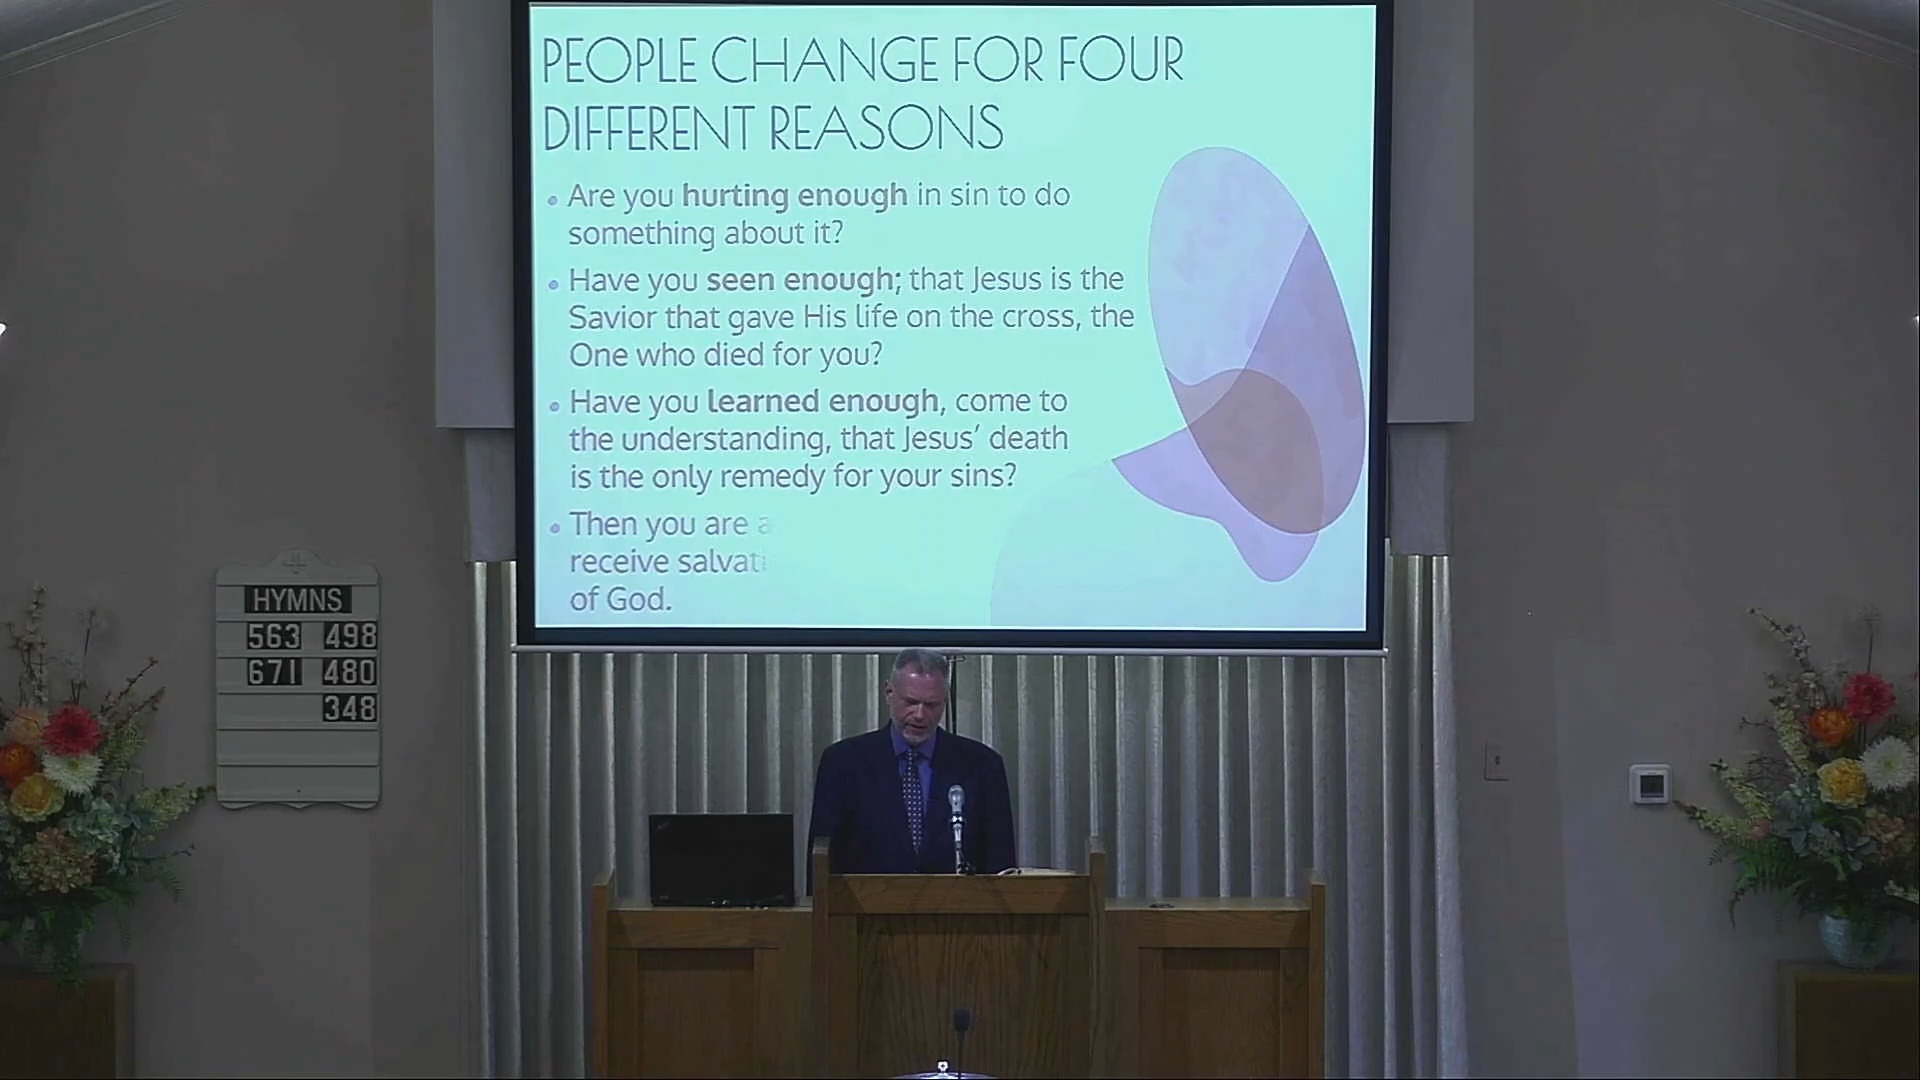 PEOPLE CHANGE FOR FOUR
DIFFERENT REASONS
• Are you hurting enough in sin to do
something about it?
• Have you seen enough; that Jesus is the
Savior that gave His life on the cross, the
One who died for you?
• Have you learned enough, come to
the understanding, that Jesus’ death
is the only remedy for your sins?
• Then you are
receive
of God.
HYMNS
563 498
671 480
348